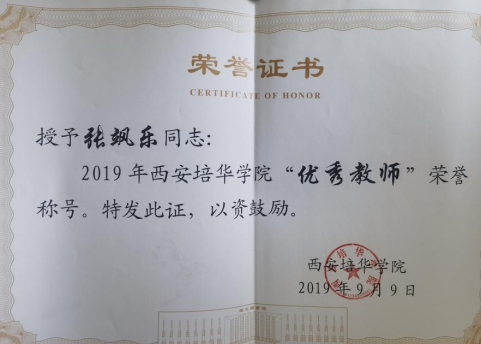 荣誉证书
CERTIFICATE OF HONOR
授予张飒乐同志：
2019年西安培华学院“优秀教师”荣誉
称号。特发此证，以资鼓励。
西安培华学院
2019年9月9日